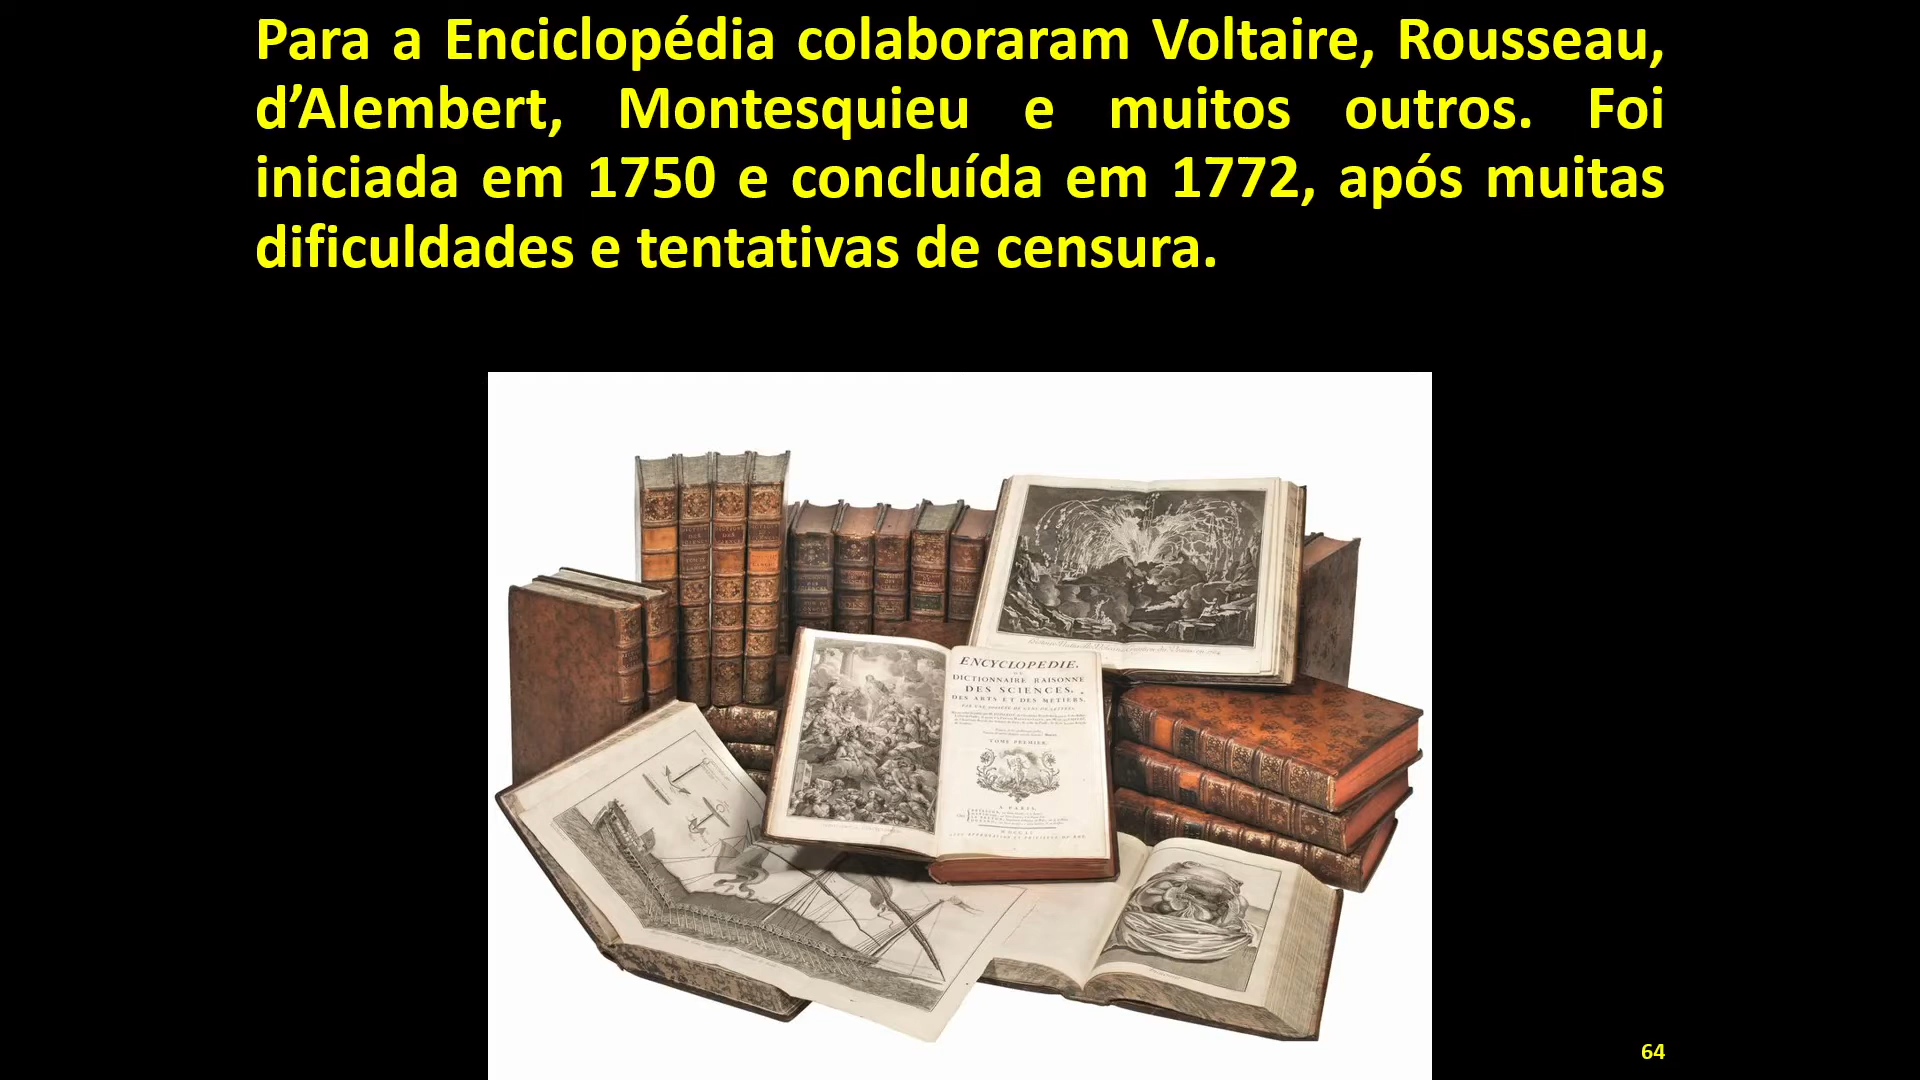 Para a Enciclopédia colaboraram Voltaire, Rousseau,
d’Alembert, Montesquieu e muitos outros. Foi
iniciada em 1750 e concluída em 1772, após muitas
dificuldades e tentativas de censura.
ENCYCLOPEDIE,
DICTIONNAIRE RAISONNE
DES SCIENCES,
DES ARTS ET DES METIERS,
TOME PREMIER.
A PARIS,
64